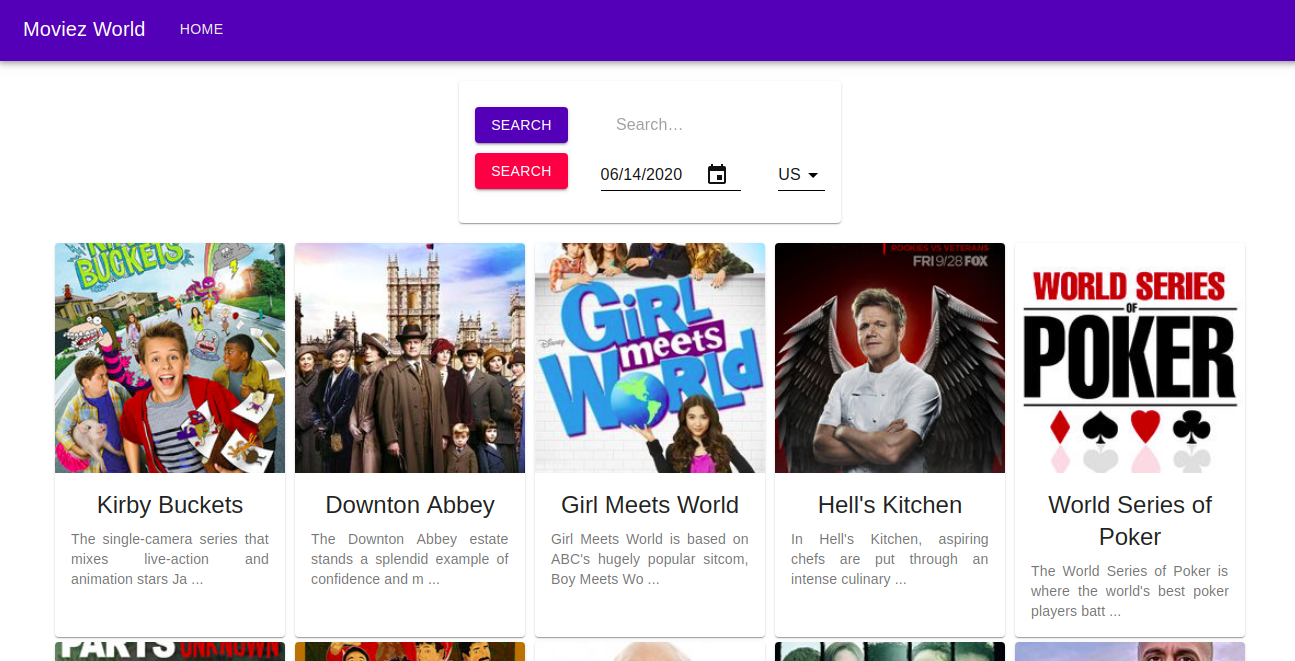 Moviez World HOME
SEARCH Search…
SEARCH 06/14/2020 US
BUCKETS
GiRL
Disney
meets
WORLD
ROOKIES VS VETERANS
FRI 9/28 FOX
WORLD SERIES
OF
POKER
Kirby Buckets
The single-camera series that
mixes live-action and
animation stars Ja ...
Downton Abbey
The Downton Abbey estate
stands a splendid example of
confidence and m ...
Girl Meets World
Girl Meets World is based on
ABC's hugely popular sitcom,
Boy Meets Wo ...
Hell's Kitchen
In Hell's Kitchen, aspiring
chefs are put through an
intense culinary ...
World Series of
Poker
The World Series of Poker is
where the world's best poker
players batt ...
PARTS UNKNOWN